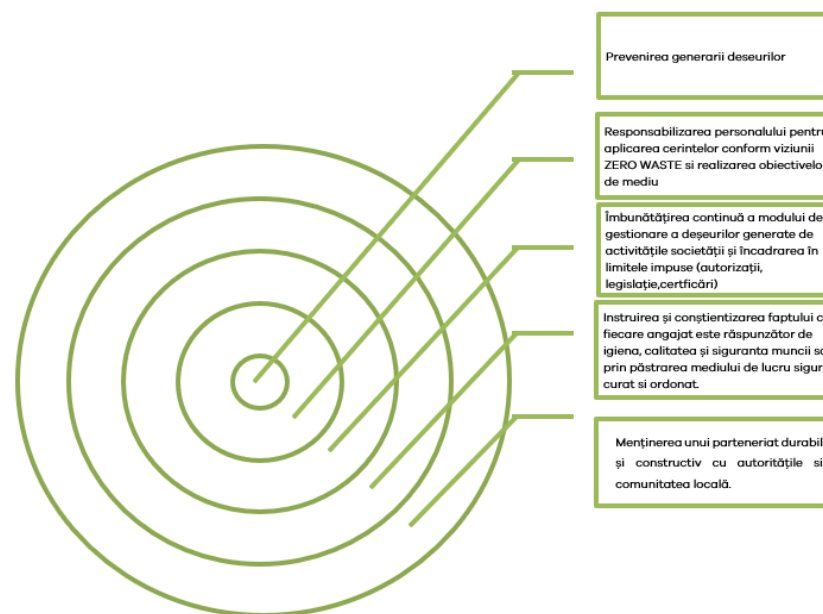 Prevenirea generarii deseurilor
Responsabilizarea personalului pentru
aplicarea cerintelor conform viziunii
ZERO WASTE si realizarea obiectivelo
de mediu
Îmbunătățirea continuă a modului de
gestionare a deșeurilor generate de
activitățile societății și încadrarea în
limitele impuse (autorizații,
legislație,certficări)
Instruirea și conștientizarea faptului c
fiecare angajat este răspunzător de
igiena, calitatea și siguranta muncii sa
prin păstrarea mediului de lucru sigur,
curat si ordonat.
Menținerea unui parteneriat durabil
și constructiv cu autoritățile si
comunitatea locală.